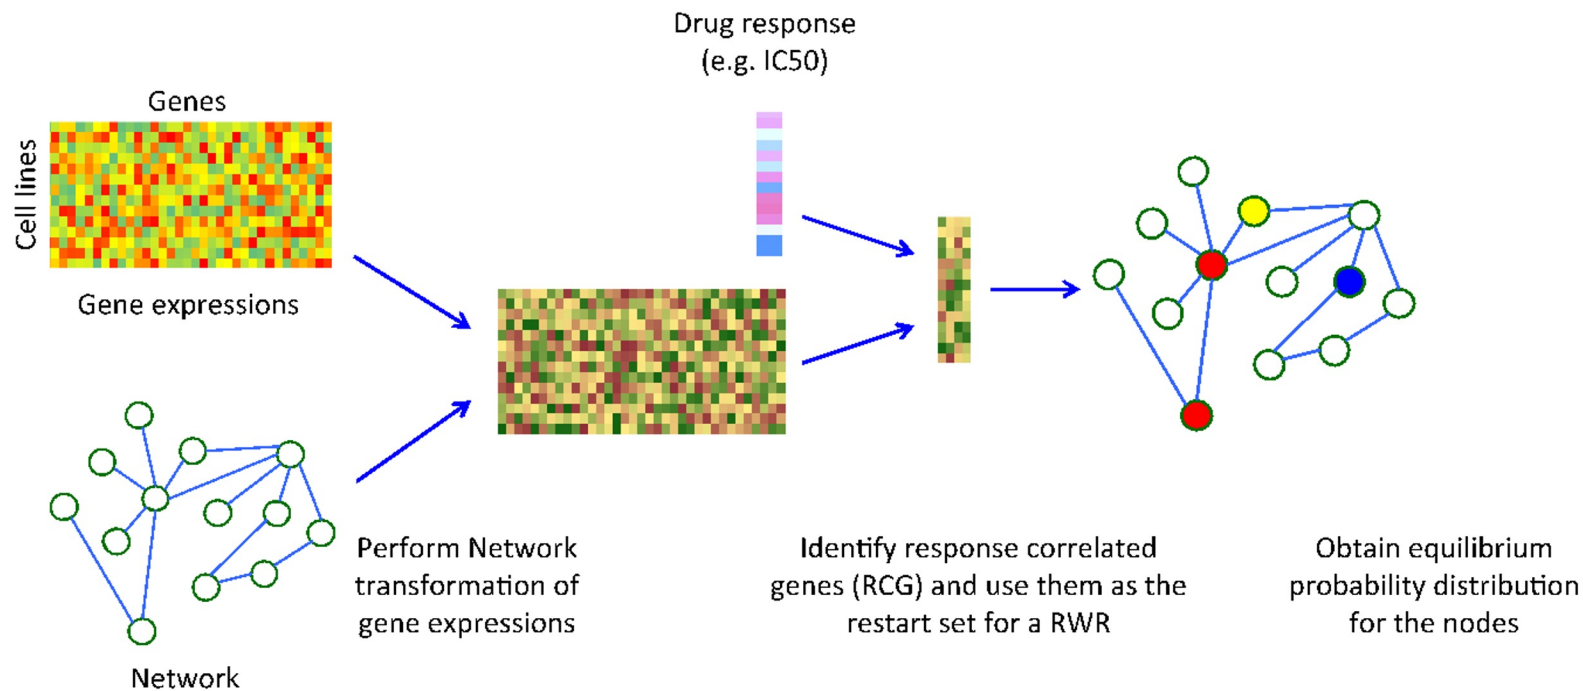 Drug response
(e.g. IC50)
Genes
Cell lines
Gene expressions
Perform Network
transformation of
gene expressions
Network
Identify response correlated
genes (RCG) and use them as the
restart set for a RWR
Obtain equilibrium
probability distribution
for the nodes